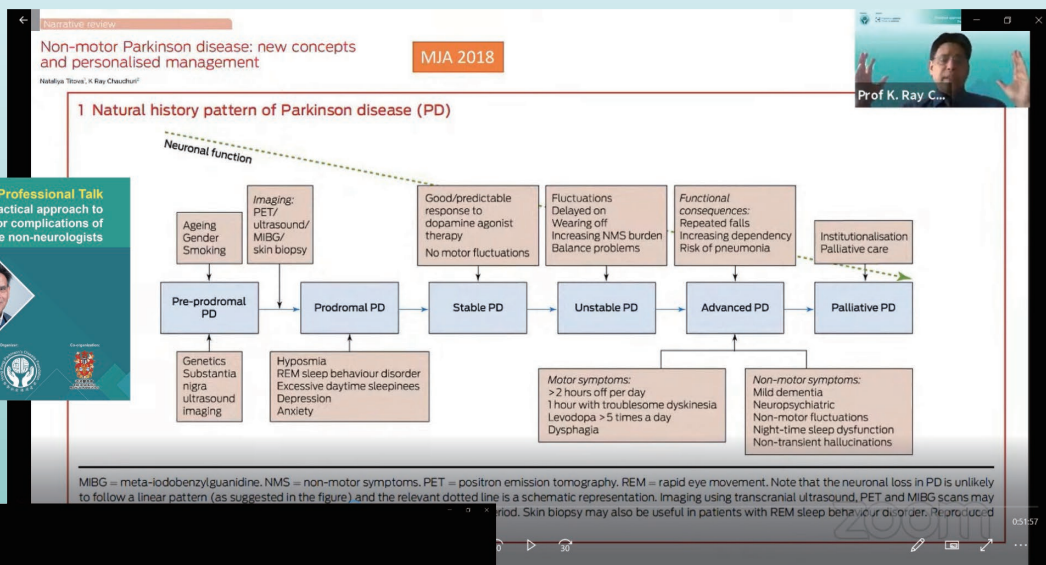 Narrative review
Non-motor Parkinson disease: new concepts
and personalised management
Nataliya Titova¹, K Ray Chaudhuri²
MJA 2018
Prof K. Ray C...
1 Natural history pattern of Parkinson disease (PD)
Neuronal function
Professional Talk
actical approach to
or complications of
e non-neurologists
Ageing
Gender
Smoking
Imaging:
PET/
ultrasound/
MIBG/
skin biopsy
Good/predictable
response to
dopamine agonist
therapy
No motor fluctuations
Fluctuations
Delayed on
Wearing off
Increasing NMS burden
Balance problems
Functional
consequences:
Repeated falls
Increasing dependency
Risk of pneumonia
Institutionalisation
Palliative care
Pre-prodromal
PD
Prodromal PD
Stable PD
Unstable PD
Advanced PD
Palliative PD
Genetics
Substantia
nigra
ultrasound
imaging
Hyposmia
REM sleep behaviour disorder
Excessive daytime sleepinees
Depression
Anxiety
Motor symptoms:
>2 hours off per day
1 hour with troublesome dyskinesia
Levodopa >5 times a day
Dysphagia
Non-motor symptoms:
Mild dementia
Neuropsychiatric
Non-motor fluctuations
Night-time sleep dysfunction
Non-transient hallucinations
MIBG = meta-iodobenzylguanidine. NMS = non-motor symptoms. PET = positron emission tomography. REM = rapid eye movement. Note that the neuronal loss in PD is unlikely
to follow a linear pattern (as suggested in the figure) and the relevant dotted line is a schematic representation. Imaging using transcranial ultrasound, PET and MIBG scans may
eriod. Skin biopsy may also be useful in patients with REM sleep behaviour disorder. Reproduced
zoom
0:51:57
30